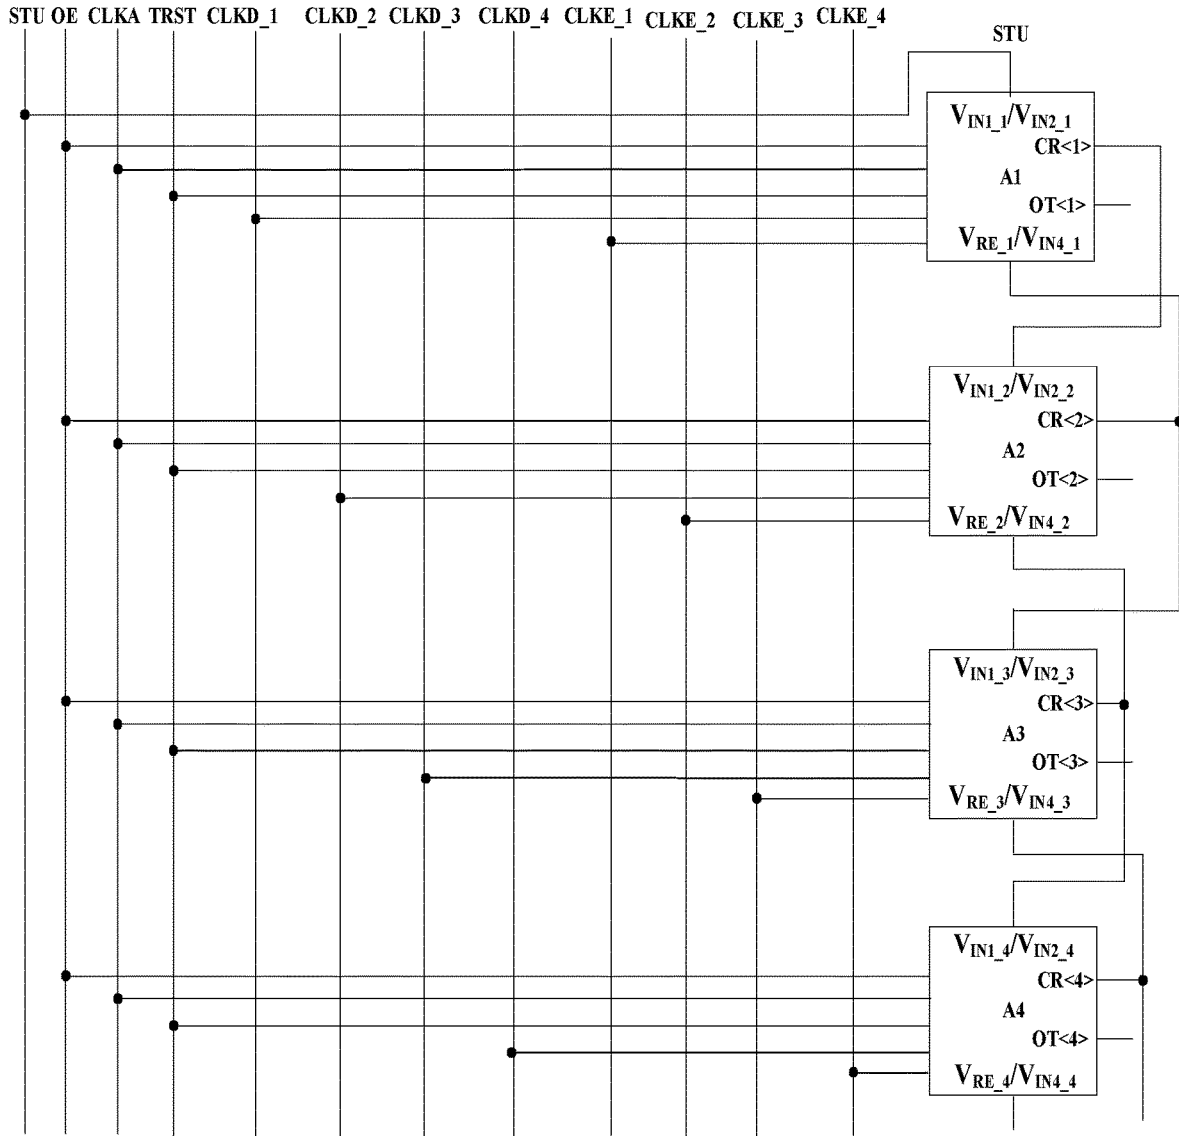 STU OE CLKA TRST CLKD_1 CLKD_2 CLKD_3 CLKD_4 CLKE_1 CLKE_2 CLKE_3 CLKE_4
STU
VIN1_1/VIN2_1
CR<1>
A1
OT<1>
VRE_1/VIN4_1
VIN1_2/VIN2_2
CR<2>
A2
OT<2>
VRE_2/VIN4_2
VIN1_3/VIN2_3
CR<3>
A3
OT<3>
VRE_3/VIN4_3
VIN1_4/VIN2_4
CR<4>
A4
OT<4>
VRE_4/VIN4_4